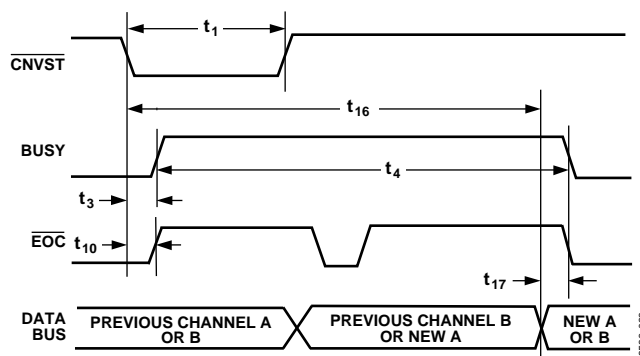 t1
CNVST
t16
BUSY
t4
t3
EOC
t10
t17
DATA
BUS
PREVIOUS CHANNEL A
OR B
PREVIOUS CHANNEL B
OR NEW A
NEW A
OR B